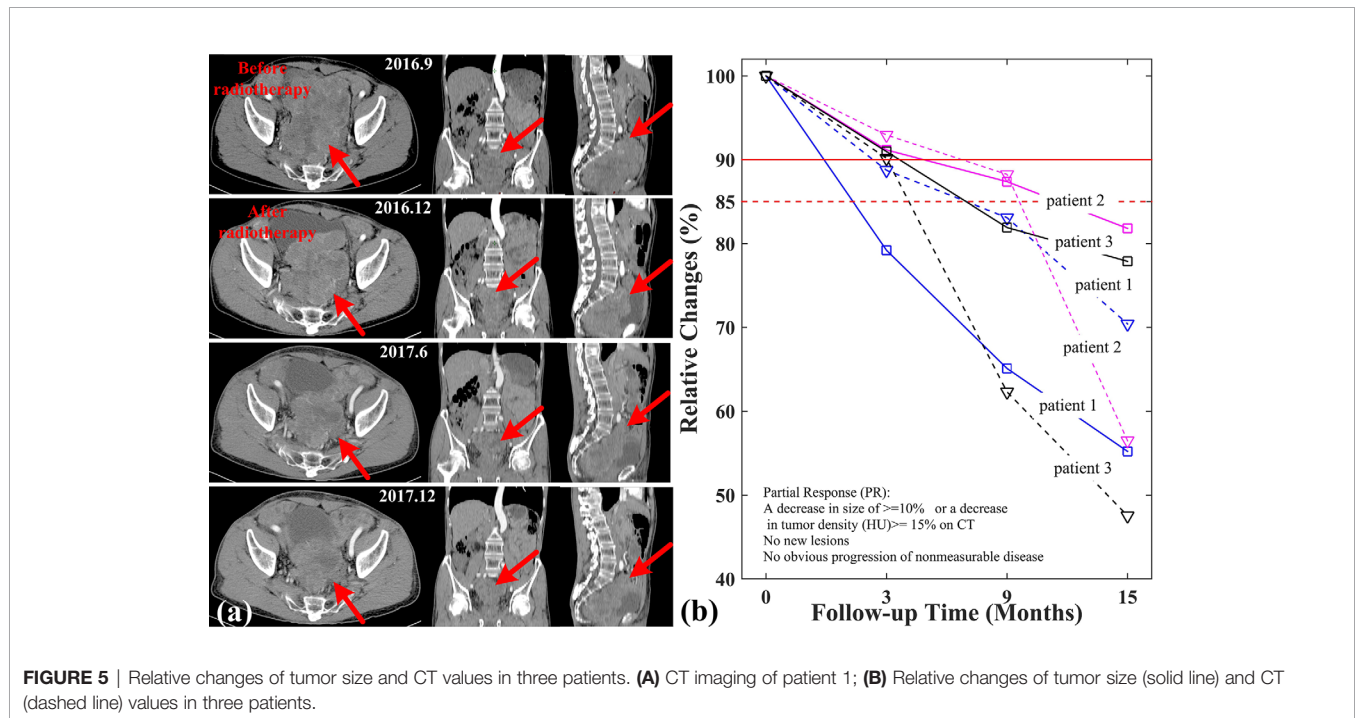 Before
radiotherapy
2016.9
After
radiotherapy
2016.12
2017.6
2017.12
(a)
100
90
85
80
70
60
50
40
Relative Changes (%)
patient 2
patient 3
patient 1
patient 2
patient 1
patient 3
Partial Response (PR):
A decrease in size of >=10% or a decrease
in tumor density (HU)>= 15% on CT
No new lesions
No obvious progression of nonmeasurable disease
0
3
9
15
(b)
Follow-up Time (Months)
FIGURE 5 | Relative changes of tumor size and CT values in three patients. (A) CT imaging of patient 1; (B) Relative changes of tumor size (solid line) and CT
(dashed line) values in three patients.